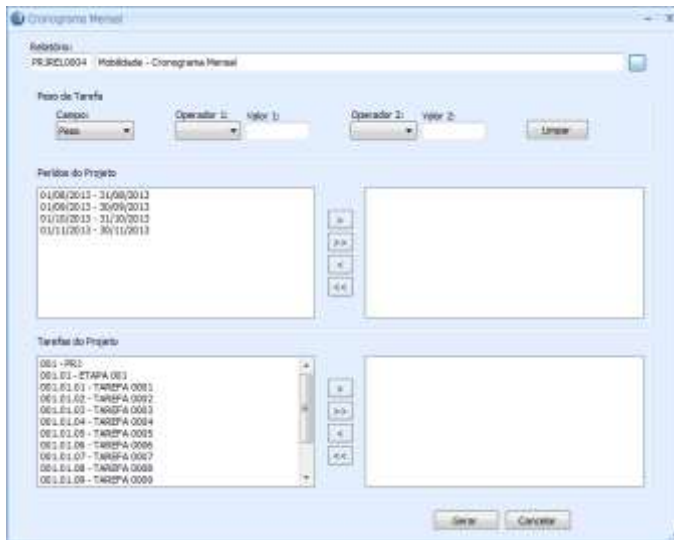 Cronograma Mensal
Relatório:
PRJREL0004 Mobilidade - Cronograma Mensal
Peso de Tarefa
Campo: Operador 1: Valor 1: Operador 2: Valor 2:
Peso Limpar
Perídos do Projeto
01/08/2013 - 31/08/2013
01/09/2013 - 30/09/2013
01/10/2013 - 31/10/2013
01/11/2013 - 30/11/2013
>
>>
<
<<
Tarefas do Projeto
001 - PRJ
001.01 - ETAPA 001
001.01.01 - TAREFA 0001
001.01.02 - TAREFA 0002
001.01.03 - TAREFA 0003
001.01.04 - TAREFA 0004
001.01.05 - TAREFA 0005
001.01.06 - TAREFA 0006
001.01.07 - TAREFA 0007
001.01.08 - TAREFA 0008
001.01.09 - TAREFA 0009
>
>>
<
<<
Gerar Cancelar